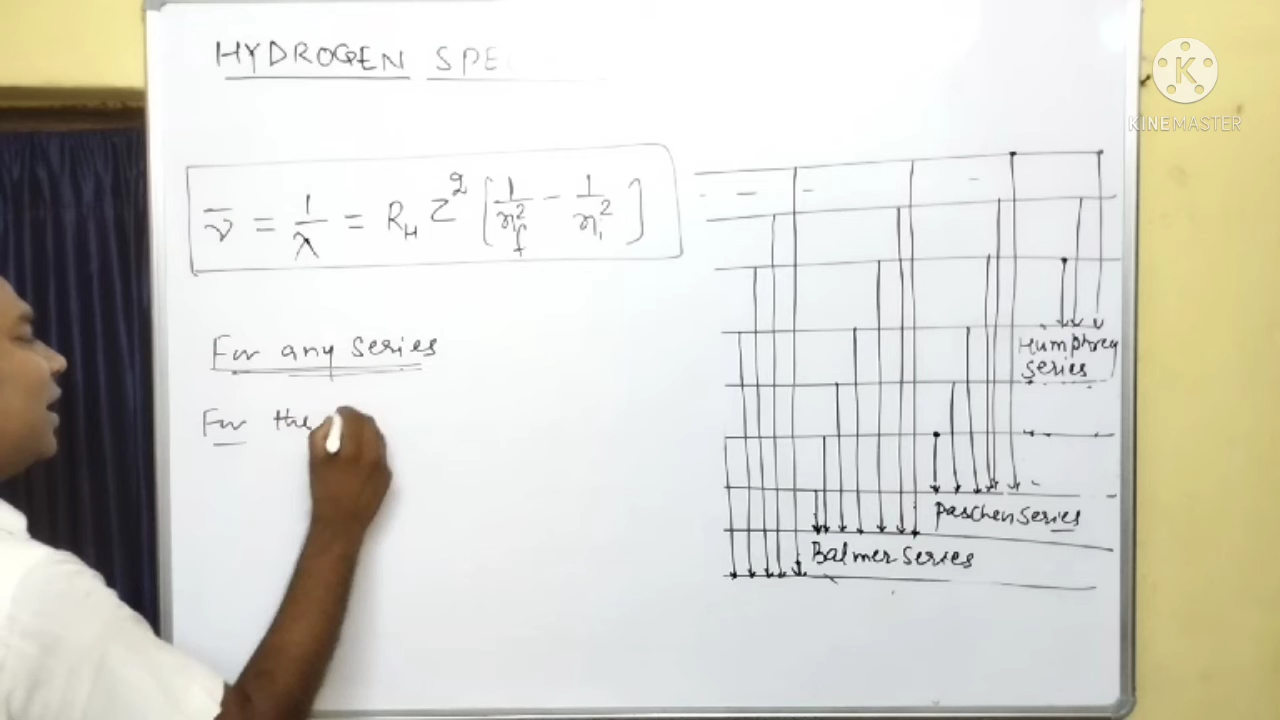 HYDROGEN SPE
K
KINEMASTER
ν̄ = 1/λ = R_H Z² [1/n_f² - 1/n_i²]
For any series
For the
Humphrey
series
Paschen series
Balmer series